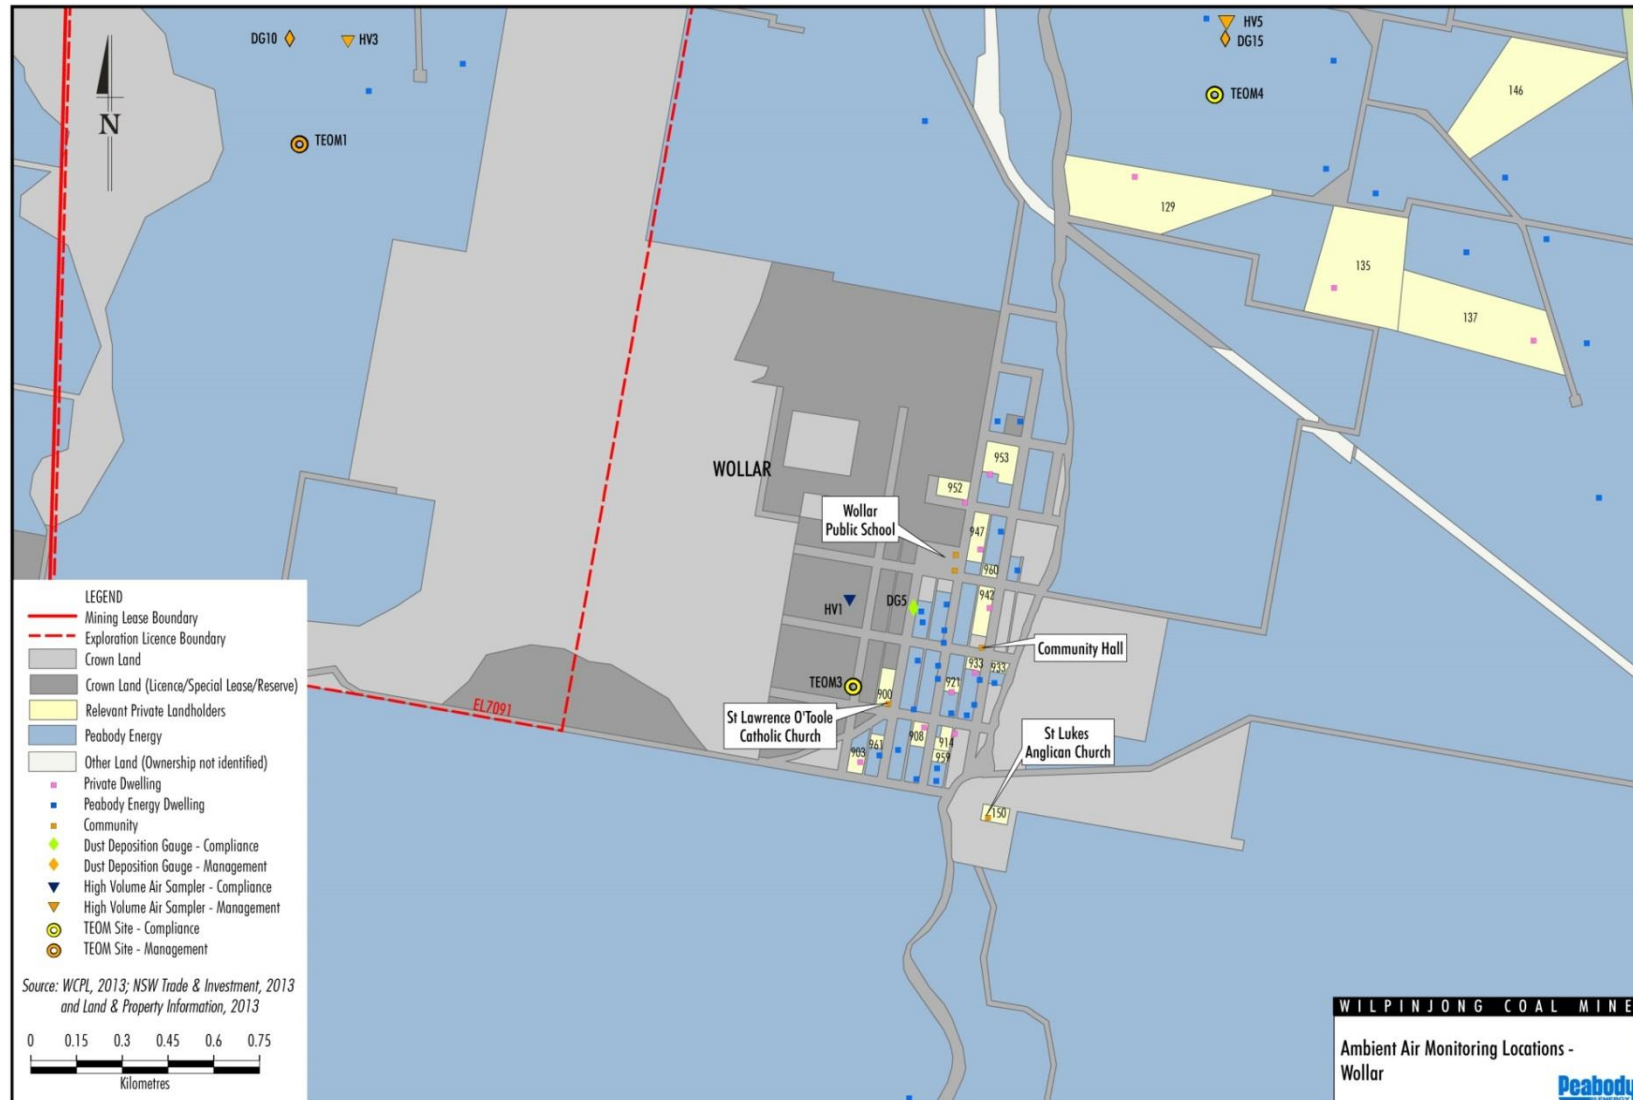 DG10
HV3
HV5
DG15
TEOM4
146
N
TEOM1
129
135
137
WOLLAR
953
952
Wollar
Public School
947
960
942
HV1
DG5
Community Hall
933
933
TEOM3
921
900
EL7091
St Lawrence O'Toole
Catholic Church
908
914
St Lukes
Anglican Church
903
961
959
150
LEGEND
Mining Lease Boundary
Exploration Licence Boundary
Crown Land
Crown Land (Licence/Special Lease/Reserve)
Relevant Private Landholders
Peabody Energy
Other Land (Ownership not identified)
Private Dwelling
Peabody Energy Dwelling
Community
Dust Deposition Gauge - Compliance
Dust Deposition Gauge - Management
High Volume Air Sampler - Compliance
High Volume Air Sampler - Management
TEOM Site - Compliance
TEOM Site - Management
Source: WCPL, 2013; NSW Trade & Investment, 2013
and Land & Property Information, 2013
0 0.15 0.3 0.45 0.6 0.75
Kilometres
WILPINJONG COAL MINE
Ambient Air Monitoring Locations -
Wollar
Peabody